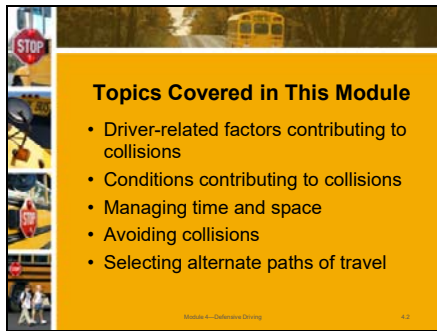 STOP
Topics Covered in This Module
• Driver-related factors contributing to
collisions
• Conditions contributing to collisions
• Managing time and space
• Avoiding collisions
• Selecting alternate paths of travel
STOP
Module 4—Defensive Driving
4.2